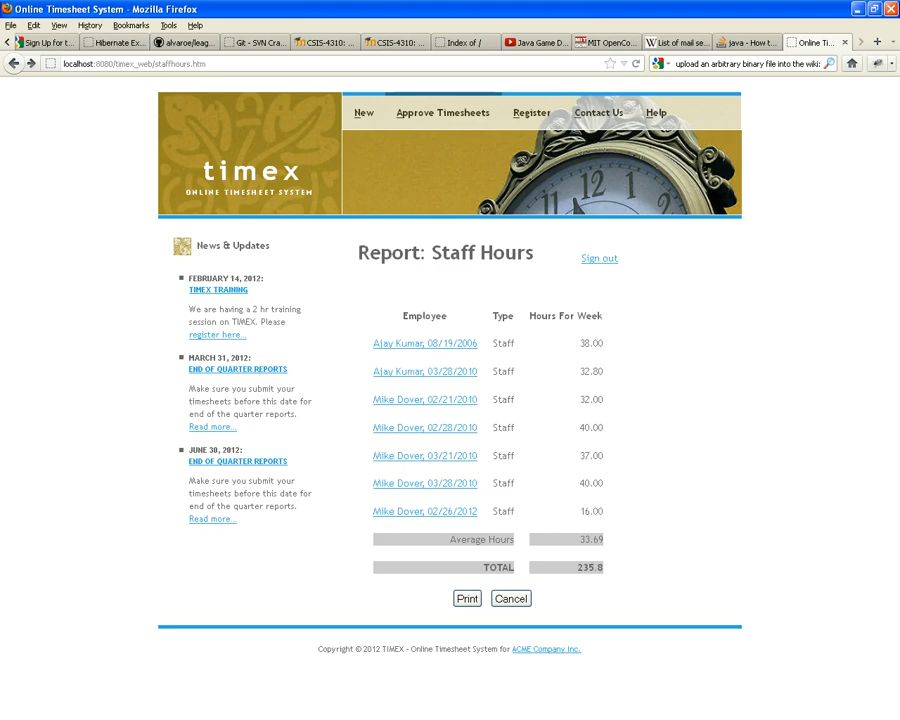 Online Timesheet System - Mozilla Firefox
File Edit View History Bookmarks Tools Help
Sign Up for t...
Hibernate Ex...
alvaroe/leag...
Git - SVN Cra...
CSIS-4310: ...
CSIS-4310: ...
Index of /
Java Game D...
MIT OpenCo...
List of mail se...
java - How t...
Online Ti...
localhost:8080/timex_web/staffhours.htm
upload an arbitrary binary file into the wiki:
New Approve Timesheets Register Contact Us Help
timex
ONLINE TIMESHEET SYSTEM
11 12 1
News & Updates
FEBRUARY 14, 2012:
TIMEX TRAINING
We are having a 2 hr training
session on TIMEX. Please
register here...
MARCH 31, 2012:
END OF QUARTER REPORTS
Make sure you submit your
timesheets before this date for
end of the quarter reports.
Read more...
JUNE 30, 2012:
END OF QUARTER REPORTS
Make sure you submit your
timesheets before this date for
end of the quarter reports.
Read more...
Report: Staff Hours
Sign out
Employee Type Hours For Week
Ajay Kumar, 08/19/2006 Staff 38.00
Ajay Kumar, 03/28/2010 Staff 32.80
Mike Dover, 02/21/2010 Staff 32.00
Mike Dover, 02/28/2010 Staff 40.00
Mike Dover, 03/21/2010 Staff 37.00
Mike Dover, 03/28/2010 Staff 40.00
Mike Dover, 02/26/2012 Staff 16.00
Average Hours 33.69
TOTAL 235.8
Print Cancel
Copyright © 2012 TIMEX - Online Timesheet System for ACME Company Inc.